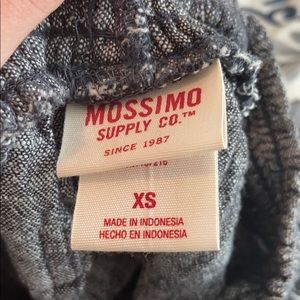 MOSSIMO
SUPPLY CO.™
SINCE 1987
XS
MADE IN INDONESIA
HECHO EN INDONESIA